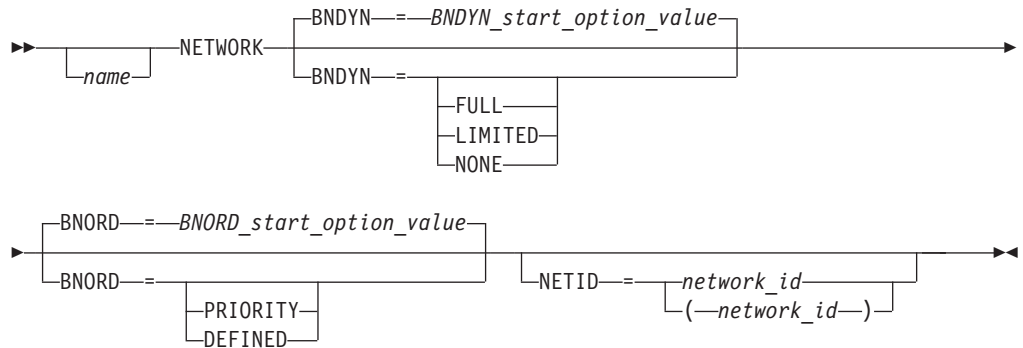 BNDYN = BNDYN_start_option_value
name NETWORK
BNDYN =
FULL
LIMITED
NONE
BNORD = BNORD_start_option_value
BNORD =
PRIORITY
DEFINED
NETID = network_id
( network_id )